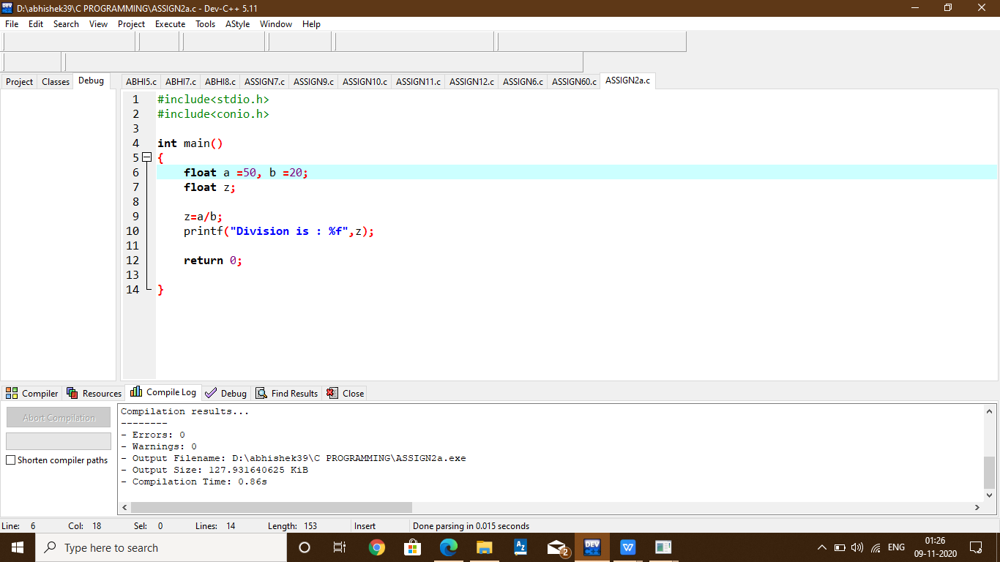 D:\abhishek39\C PROGRAMMING\ASSIGN2a.c - Dev-C++ 5.11
File Edit Search View Project Execute Tools AStyle Window Help
Project Classes Debug ABHI5.c ABHI7.c ABHI8.c ASSIGN7.c ASSIGN9.c ASSIGN10.c ASSIGN11.c ASSIGN12.c ASSIGN6.c ASSIGN60.c ASSIGN2a.c
1 #include<stdio.h>
2 #include<conio.h>
3
4 int main()
5 {
6 float a =50, b =20;
7 float z;
8
9 z=a/b;
10 printf("Division is : %f",z);
11
12 return 0;
13
14 }
Compiler Resources Compile Log Debug Find Results Close
Abort Compilation
Shorten compiler paths
Compilation results...
--------
- Errors: 0
- Warnings: 0
- Output Filename: D:\abhishek39\C PROGRAMMING\ASSIGN2a.exe
- Output Size: 127.931640625 KiB
- Compilation Time: 0.86s
Line: 6 Col: 18 Sel: 0 Lines: 14 Length: 153 Insert Done parsing in 0.015 seconds
Type here to search
2
DEV
W
ENG
01:26
09-11-2020